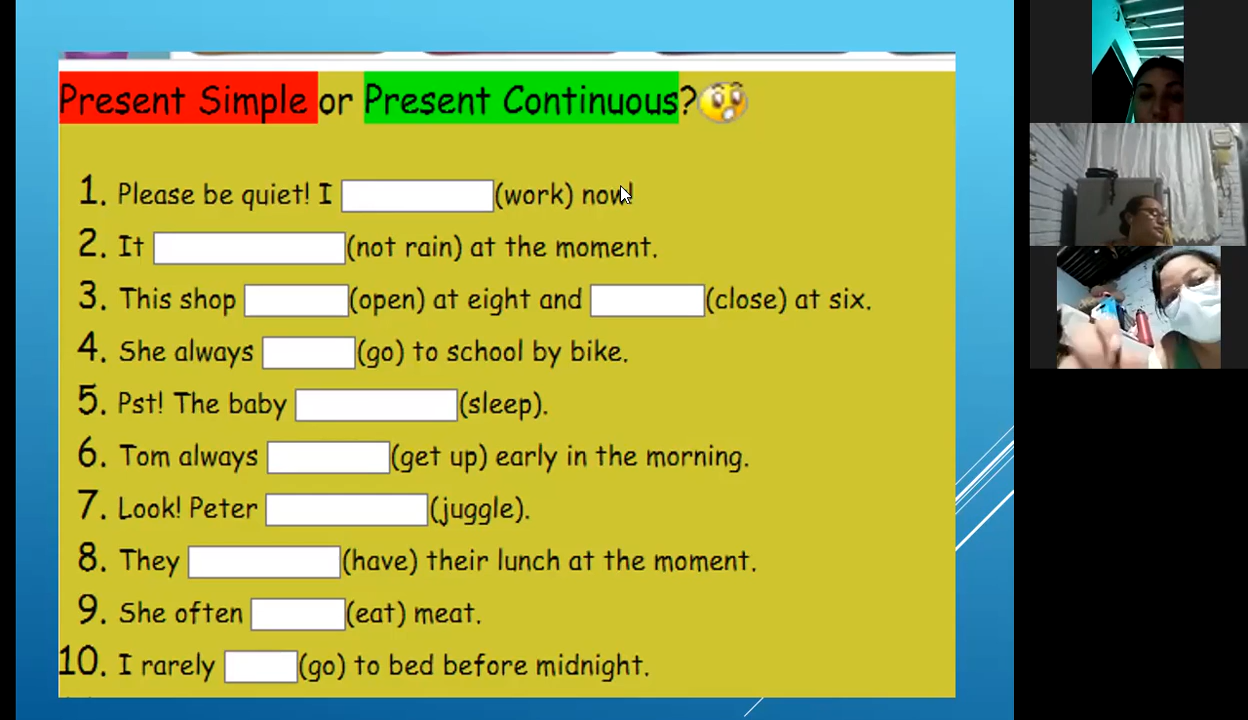 Present Simple or Present Continuous?
1. Please be quiet! I (work) now!
2. It (not rain) at the moment.
3. This shop (open) at eight and (close) at six.
4. She always (go) to school by bike.
5. Pst! The baby (sleep).
6. Tom always (get up) early in the morning.
7. Look! Peter (juggle).
8. They (have) their lunch at the moment.
9. She often (eat) meat.
10. I rarely (go) to bed before midnight.